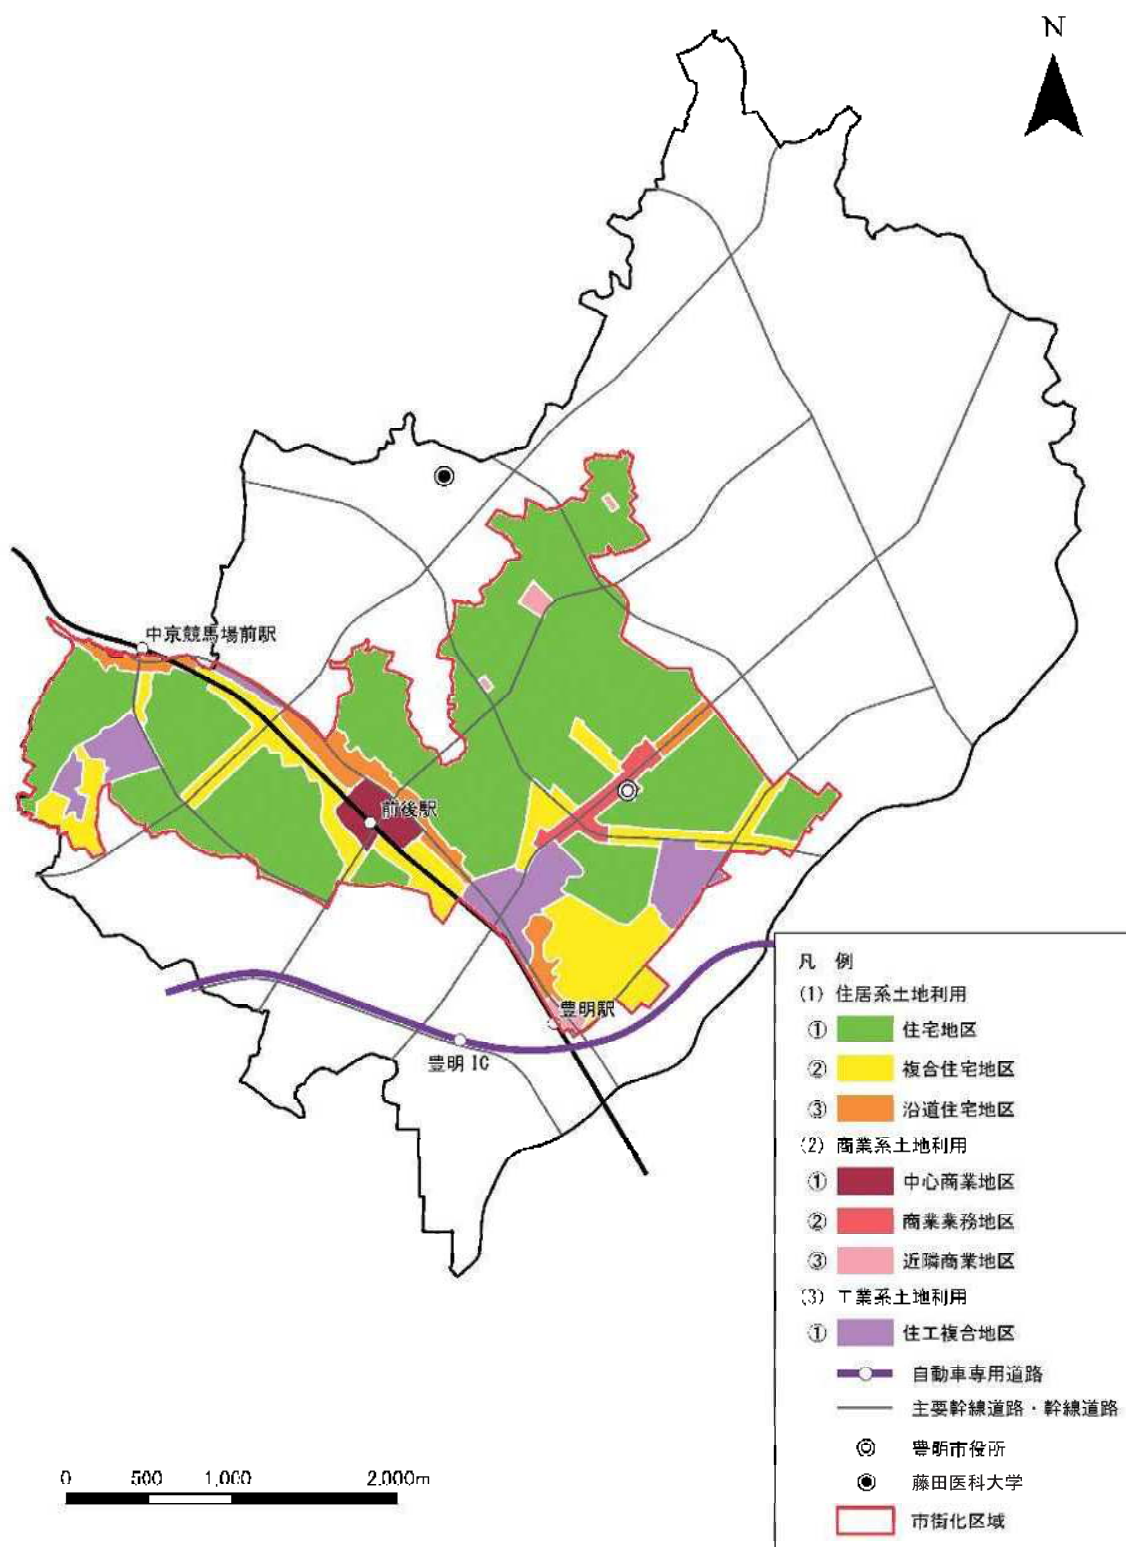 N
中京競馬場前駅
前後駅
豊明駅
豊明 IC
凡 例
(1) 住居系土地利用
① 住宅地区
② 複合住宅地区
③ 沿道住宅地区
(2) 商業系土地利用
① 中心商業地区
② 商業業務地区
③ 近隣商業地区
(3) 工業系土地利用
① 住工複合地区
自動車専用道路
主要幹線道路・幹線道路
豊明市役所
藤田医科大学
市街化区域
0 500 1,000 2,000m